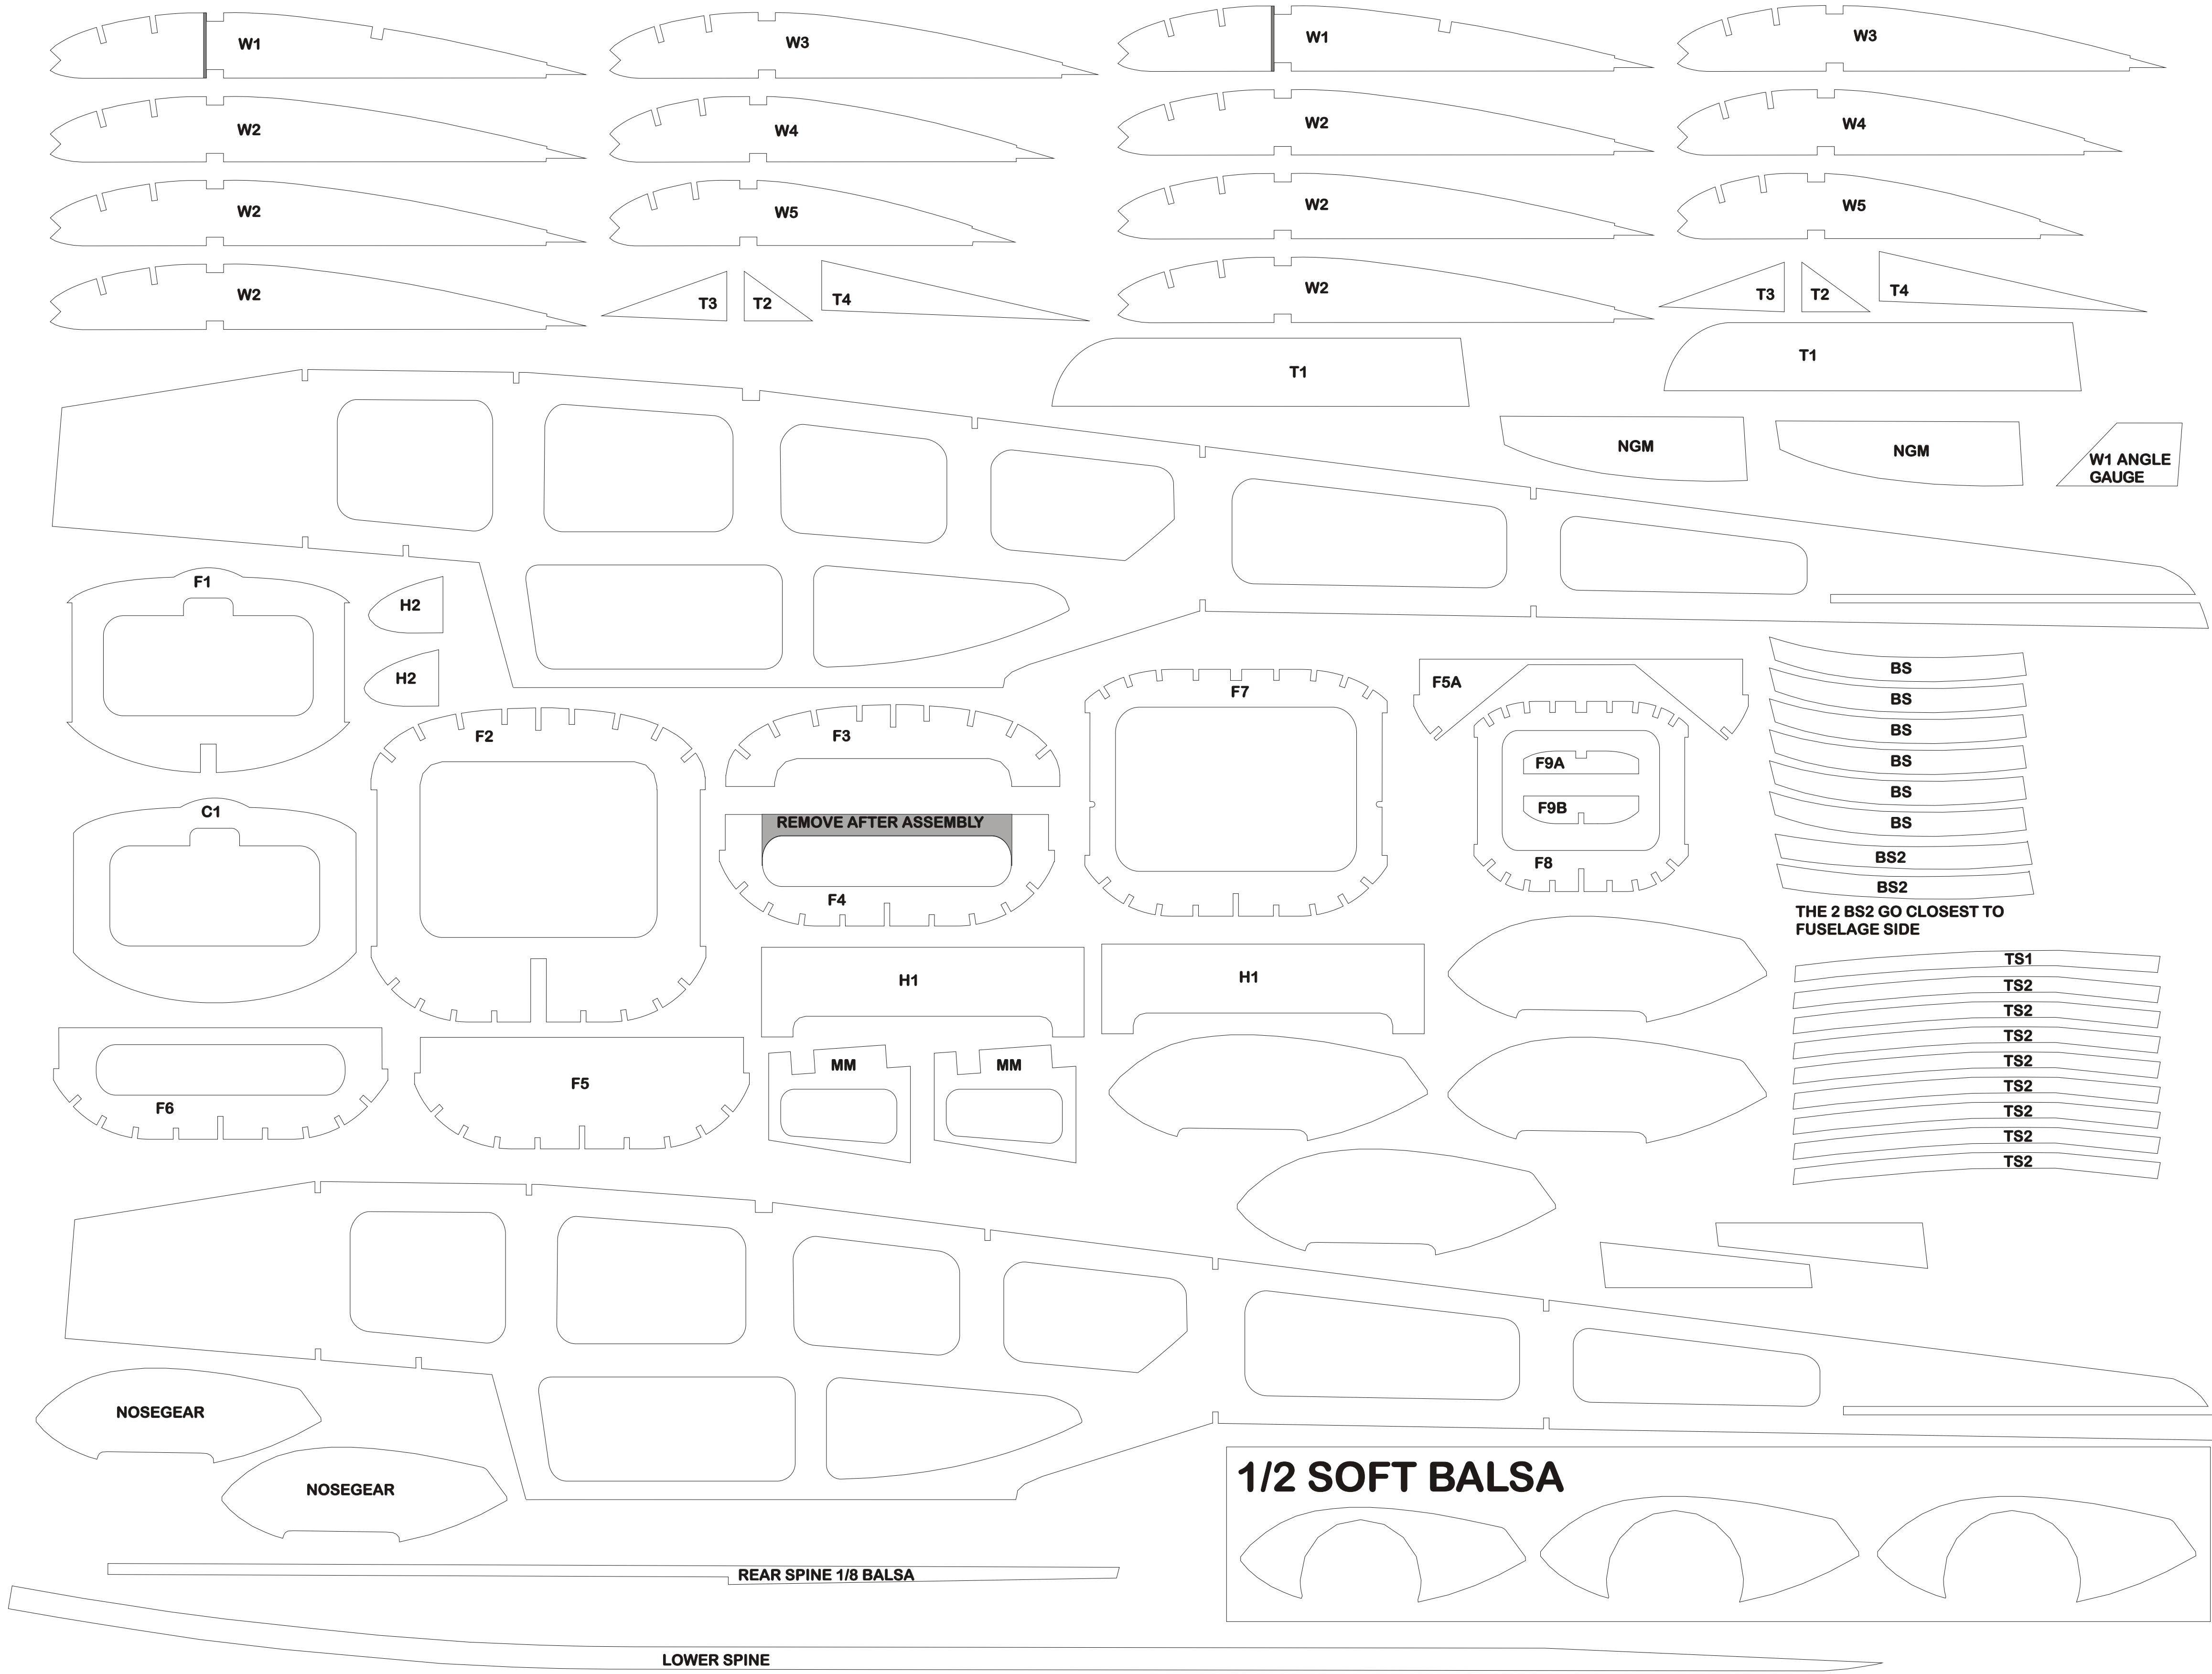 W1
W3
W1
W3
W2
W4
W2
W4
W2
W5
W2
W5
W2
T3
T2
T4
W2
T3
T2
T4
T1
T1
NGM
NGM
W1 ANGLE
GAUGE
F1
H2
H2
F2
F3
F7
F5A
F9A
F9B
F8
BS
BS
BS
BS
BS
BS
BS2
BS2
THE 2 BS2 GO CLOSEST TO
FUSELAGE SIDE
C1
REMOVE AFTER ASSEMBLY
F4
H1
H1
TS1
TS2
TS2
TS2
TS2
TS2
TS2
TS2
TS2
F6
F5
MM
MM
NOSEGEAR
NOSEGEAR
1/2 SOFT BALSA
REAR SPINE 1/8 BALSA
LOWER SPINE